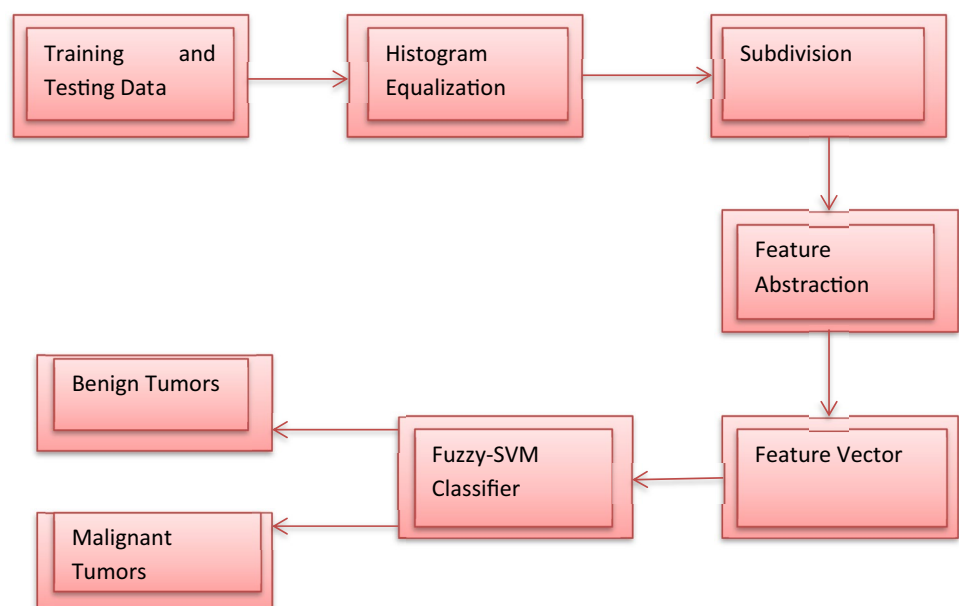 Training and
Testing Data
Histogram
Equalization
Subdivision
Feature
Abstraction
Feature Vector
Fuzzy-SVM
Classifier
Benign Tumors
Malignant
Tumors